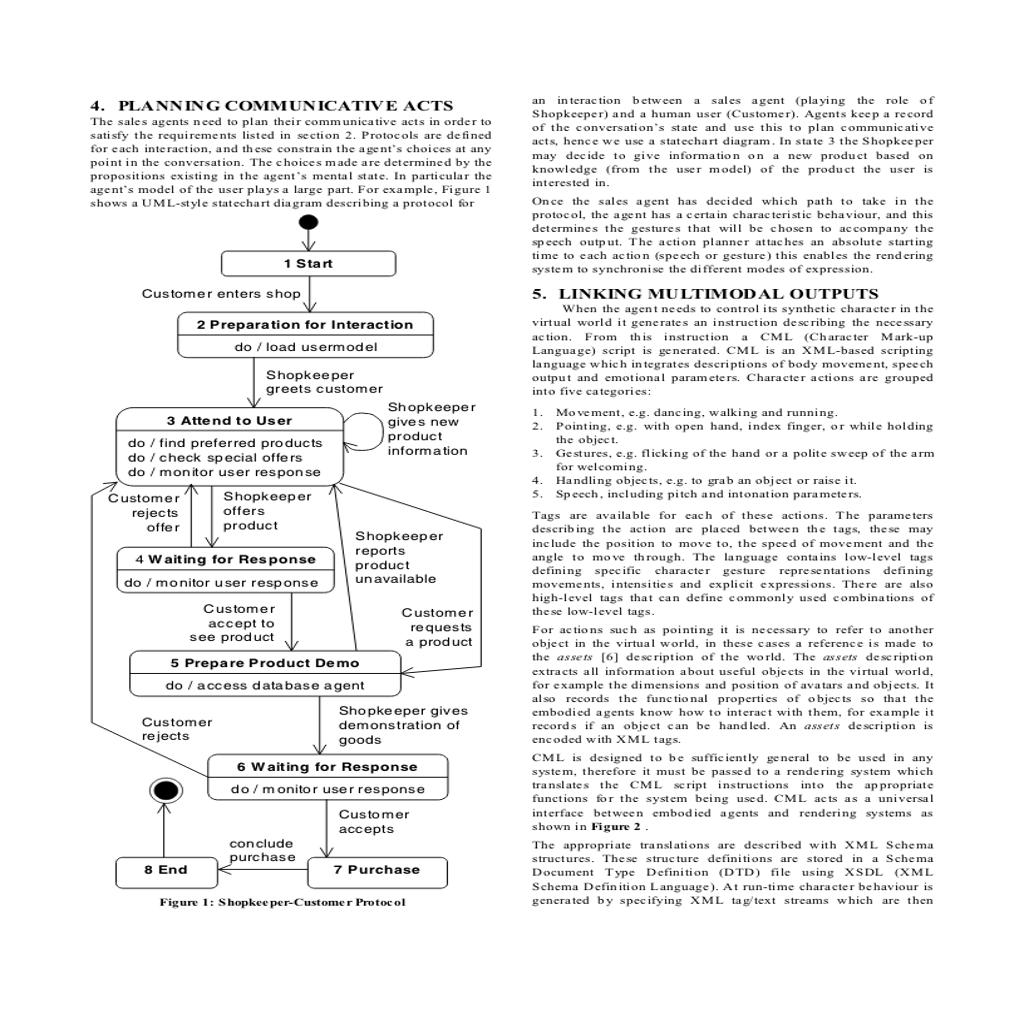 4. PLANNING COMMUNICATIVE ACTS
The sales agents need to plan their communicative acts in order to
satisfy the requirements listed in section 2. Protocols are defined
for each interaction, and these constrain the agent's choices at any
point in the conversation. The choices made are determined by the
propositions existing in the agent's mental state. In particular the
agent's model of the user plays a large part. For example, Figure 1
shows a UML-style statechart diagram describing a protocol for
1 Start
Customer enters shop
2 Preparation for Interaction
do / load usermodel
Shopkeeper
greets customer
3 Attend to User
do / find preferred products
do / check special offers
do / monitor user response
Shopkeeper
gives new
product
information
Customer
rejects
offer
Shopkeeper
offers
product
Shopkeeper
reports
product
unavailable
4 Waiting for Response
do / monitor user response
Customer
accept to
see product
Customer
requests
a product
5 Prepare Product Demo
do / access database agent
Shopkeeper gives
demonstration of
goods
Customer
rejects
6 Waiting for Response
do / monitor user response
Customer
accepts
conclude
purchase
8 End
7 Purchase
Figure 1: Shopkeeper-Customer Protocol
an interaction between a sales agent (playing the role of
Shopkeeper) and a human user (Customer). Agents keep a record
of the conversation's state and use this to plan communicative
acts, hence we use a statechart diagram. In state 3 the Shopkeeper
may decide to give information on a new product based on
knowledge (from the user model) of the product the user is
interested in.
Once the sales agent has decided which path to take in the
protocol, the agent has a certain characteristic behaviour, and this
determines the gestures that will be chosen to accompany the
speech output. The action planner attaches an absolute starting
time to each action (speech or gesture) this enables the rendering
system to synchronise the different modes of expression.
5. LINKING MULTIMODAL OUTPUTS
When the agent needs to control its synthetic character in the
virtual world it generates an instruction describing the necessary
action. From this instruction a CML (Character Mark-up
Language) script is generated. CML is an XML-based scripting
language which integrates descriptions of body movement, speech
output and emotional parameters. Character actions are grouped
into five categories:
1. Movement, e.g. dancing, walking and running.
2. Pointing, e.g. with open hand, index finger, or while holding
the object.
3. Gestures, e.g. flicking of the hand or a polite sweep of the arm
for welcoming.
4. Handling objects, e.g. to grab an object or raise it.
5. Speech, including pitch and intonation parameters.
Tags are available for each of these actions. The parameters
describing the action are placed between the tags, these may
include the position to move to, the speed of movement and the
angle to move through. The language contains low-level tags
defining specific character gesture representations defining
movements, intensities and explicit expressions. There are also
high-level tags that can define commonly used combinations of
these low-level tags.
For actions such as pointing it is necessary to refer to another
object in the virtual world, in these cases a reference is made to
the assets [6] description of the world. The assets description
extracts all information about useful objects in the virtual world,
for example the dimensions and position of avatars and objects. It
also records the functional properties of objects so that the
embodied agents know how to interact with them, for example it
records if an object can be handled. An assets description is
encoded with XML tags.
CML is designed to be sufficiently general to be used in any
system, therefore it must be passed to a rendering system which
translates the CML script instructions into the appropriate
functions for the system being used. CML acts as a universal
interface between embodied agents and rendering systems as
shown in Figure 2 .
The appropriate translations are described with XML Schema
structures. These structure definitions are stored in a Schema
Document Type Definition (DTD) file using XSDL (XML
Schema Definition Language). At run-time character behaviour is
generated by specifying XML tag/text streams which are then